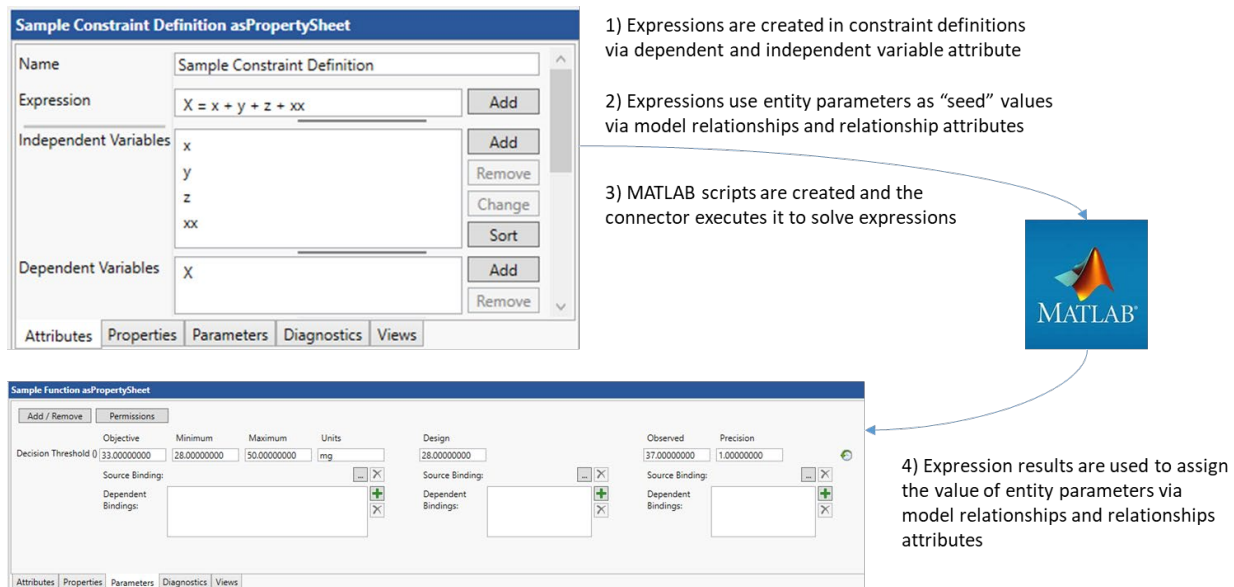 Sample Constraint Definition asPropertySheet
Name
Sample Constraint Definition
Expression
X = x + y + z + xx
Add
Independent Variables
x
y
z
xx
Add
Remove
Change
Sort
Dependent Variables
X
Add
Remove
Attributes Properties Parameters Diagnostics Views
1) Expressions are created in constraint definitions
via dependent and independent variable attribute
2) Expressions use entity parameters as “seed” values
via model relationships and relationship attributes
3) MATLAB scripts are created and the
connector executes it to solve expressions
MATLAB®
Sample Function asPropertySheet
Add / Remove Permissions
Objective Minimum Maximum Units Design Observed Precision
Decision Threshold () 33.00000000 28.00000000 50.00000000 mg 28.00000000 37.00000000 1.00000000
Source Binding: ... Source Binding: ... Source Binding: ...
Dependent Dependent Dependent
Bindings: Bindings: Bindings:
Attributes Properties Parameters Diagnostics Views
4) Expression results are used to assign
the value of entity parameters via
model relationships and relationships
attributes